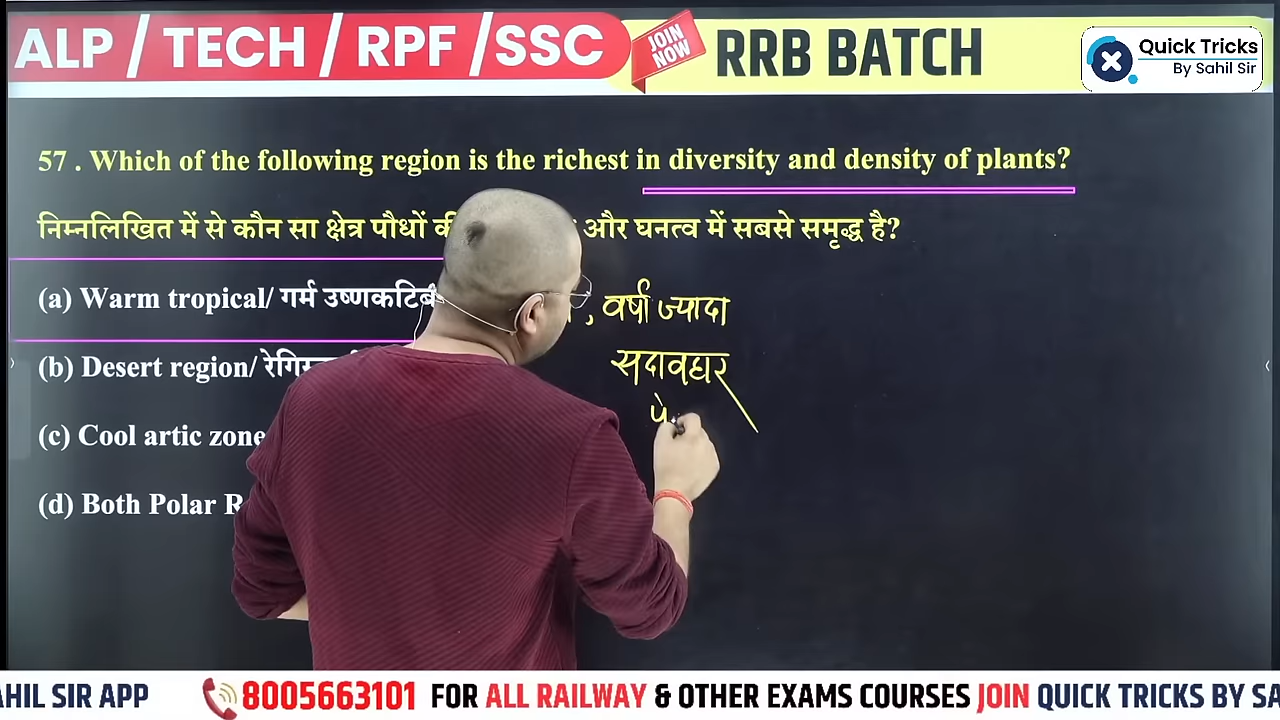 ALP / TECH / RPF / SSC JOIN NOW RRB BATCH
Quick Tricks
By Sahil Sir
57 . Which of the following region is the richest in diversity and density of plants?
निम्नलिखित में से कौन सा क्षेत्र पौधों की और घनत्व में सबसे समृद्ध है?
(a) Warm tropical/ गर्म
, वर्षा ज्यादा
(b) Desert region/
सदावहार
(c) Cool artic zone
(d) Both Polar
AHIL SIR APP 8005663101 FOR ALL RAILWAY & OTHER EXAMS COURSES JOIN QUICK TRICKS BY SA